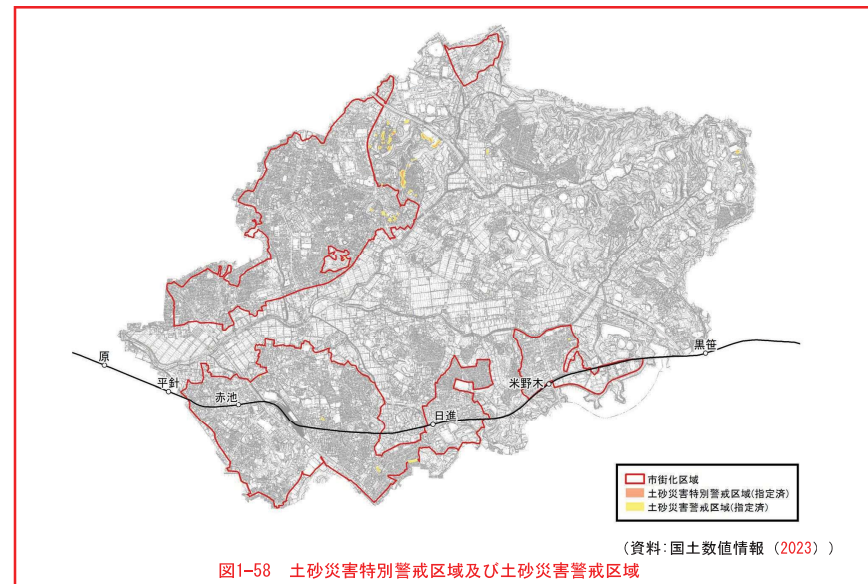 原
平針
赤池
日進
米野木
黒笹
市街化区域
土砂災害特別警戒区域(指定済)
土砂災害警戒区域(指定済)
(資料:国土数値情報(2023))
図1-58 土砂災害特別警戒区域及び土砂災害警戒区域